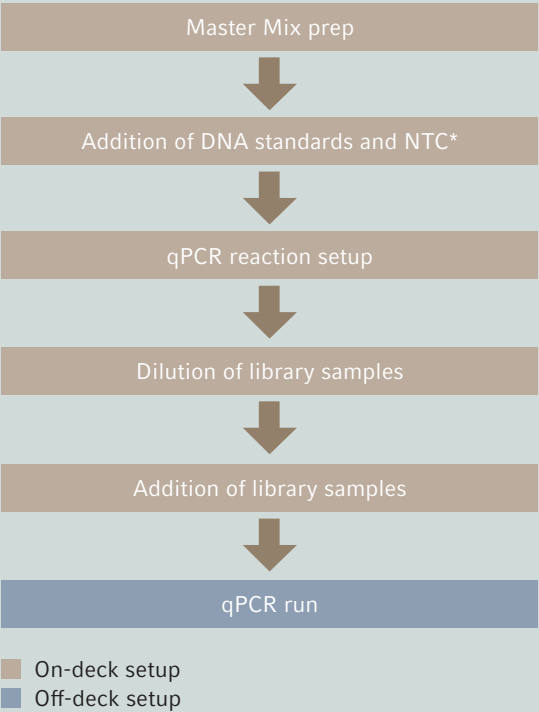 Master Mix prep
Addition of DNA standards and NTC*
qPCR reaction setup
Dilution of library samples
Addition of library samples
qPCR run
On-deck setup
Off-deck setup